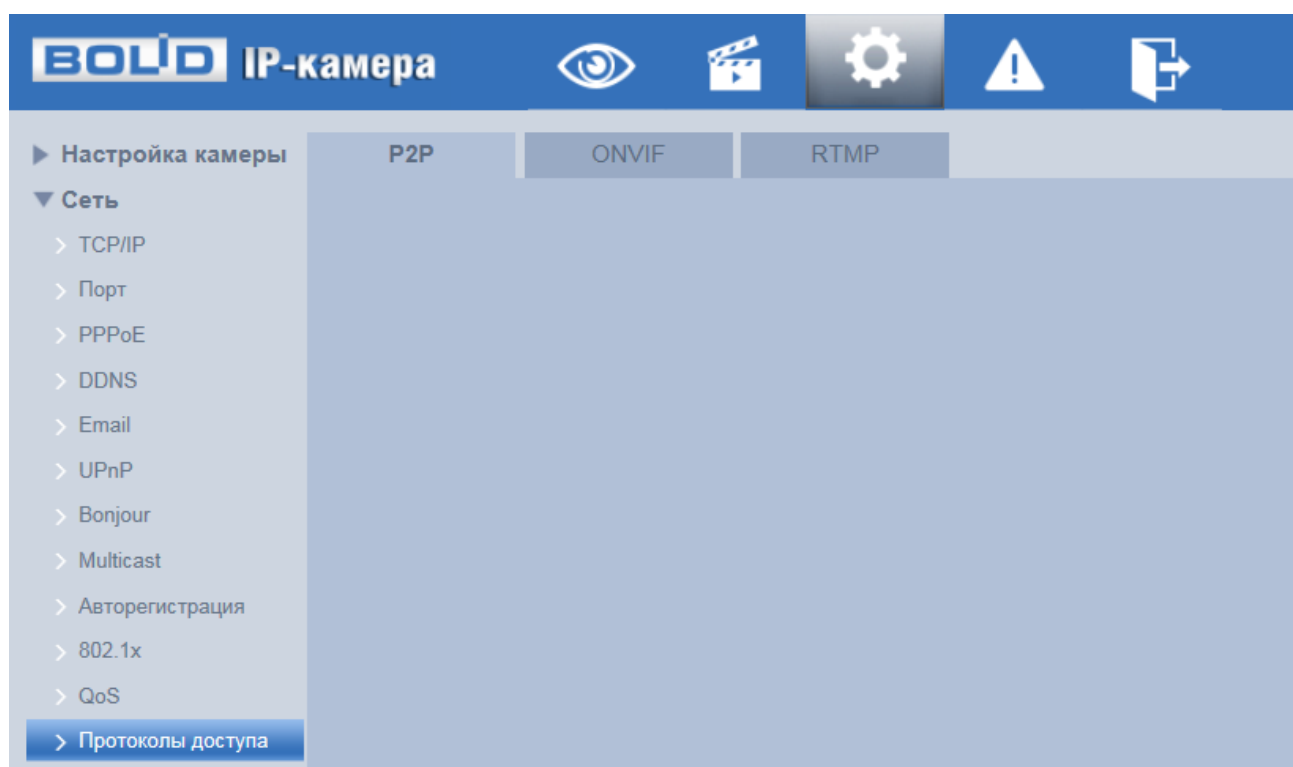 BOLID IP-камера
Настройка камеры
P2P
ONVIF
RTMP
Сеть
TCP/IP
Порт
PPPoE
DDNS
Email
UPnP
Bonjour
Multicast
Авторегистрация
802.1x
QoS
Протоколы доступа